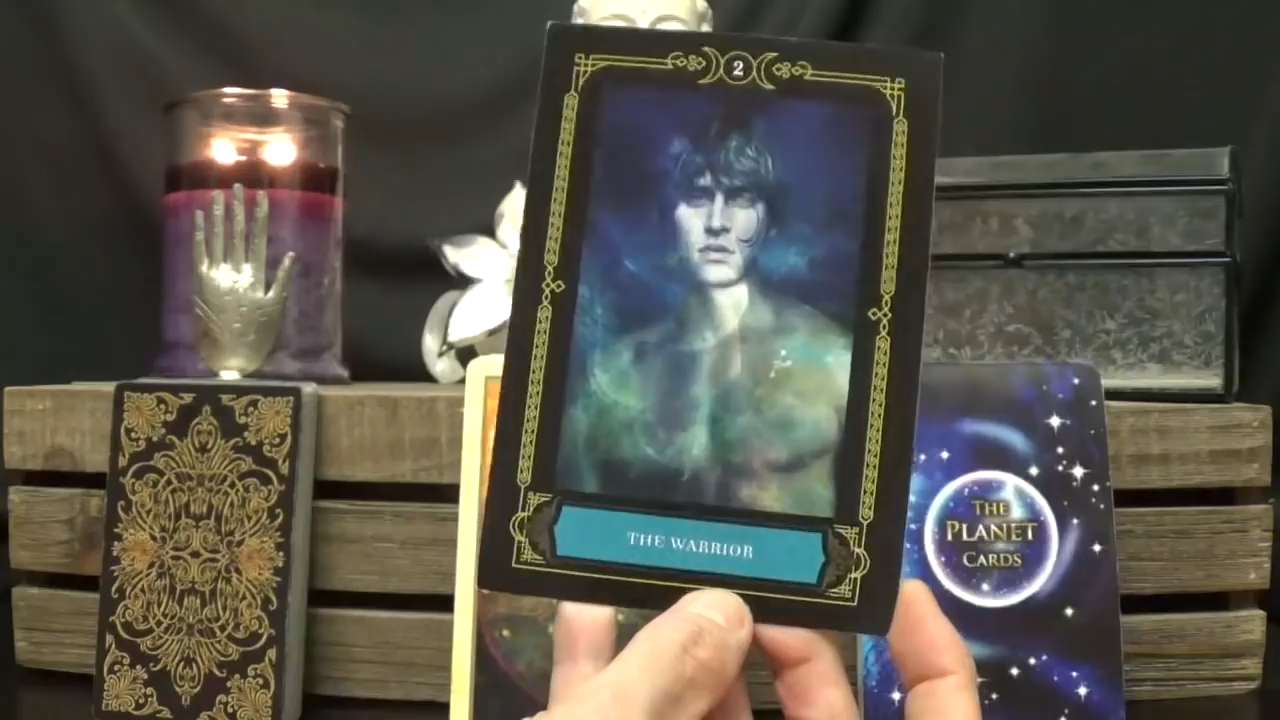 2
THE WARRIOR
THE
PLANET
CARDS